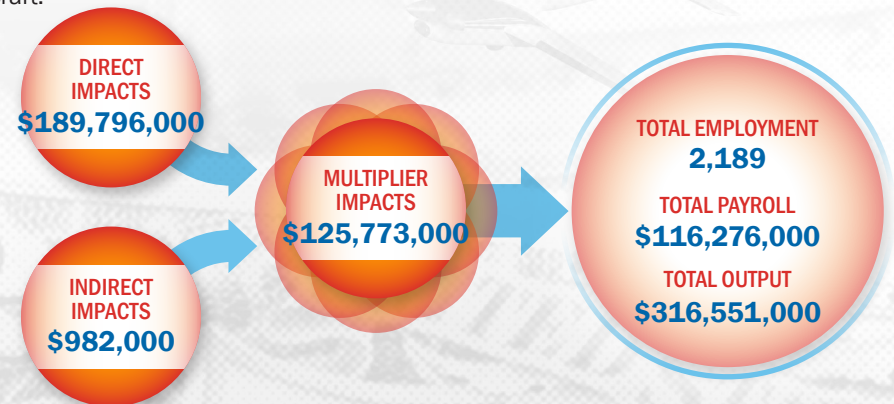 DIRECT
IMPACTS
$189,796,000
INDIRECT
IMPACTS
$982,000
MULTIPLIER
IMPACTS
$125,773,000
TOTAL EMPLOYMENT
2,189
TOTAL PAYROLL
$116,276,000
TOTAL OUTPUT
$316,551,000